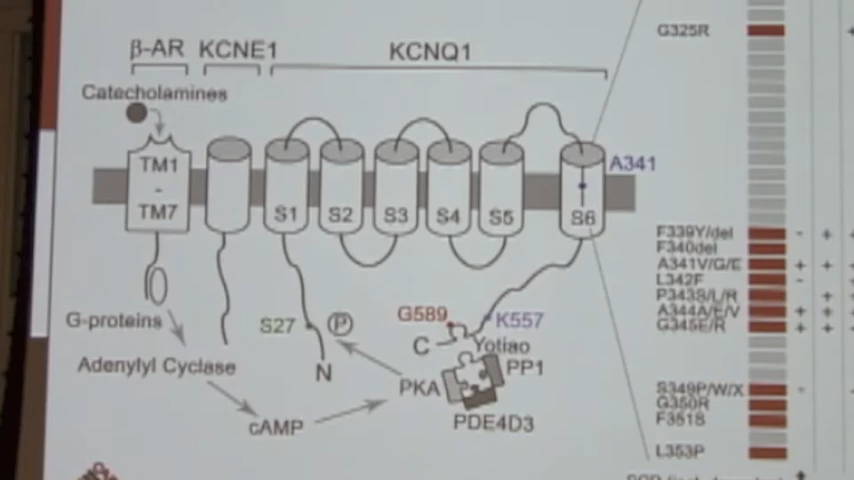 β-AR KCNE1 KCNQ1
Catecholamines
TM1
-
TM7
S1 S2 S3 S4 S5 S6
A341
G-proteins
S27
P
G589
K557
C
Yotiao
N
Adenylyl Cyclase
PKA
PP1
cAMP
PDE4D3
G325R
F339Y/del - +
F340del
A341V/G/E + +
L342F -
P343S/L/R +
A344A/E/V + +
G345E/R + +
S349P/W/X -
G350R
F351S
L353P